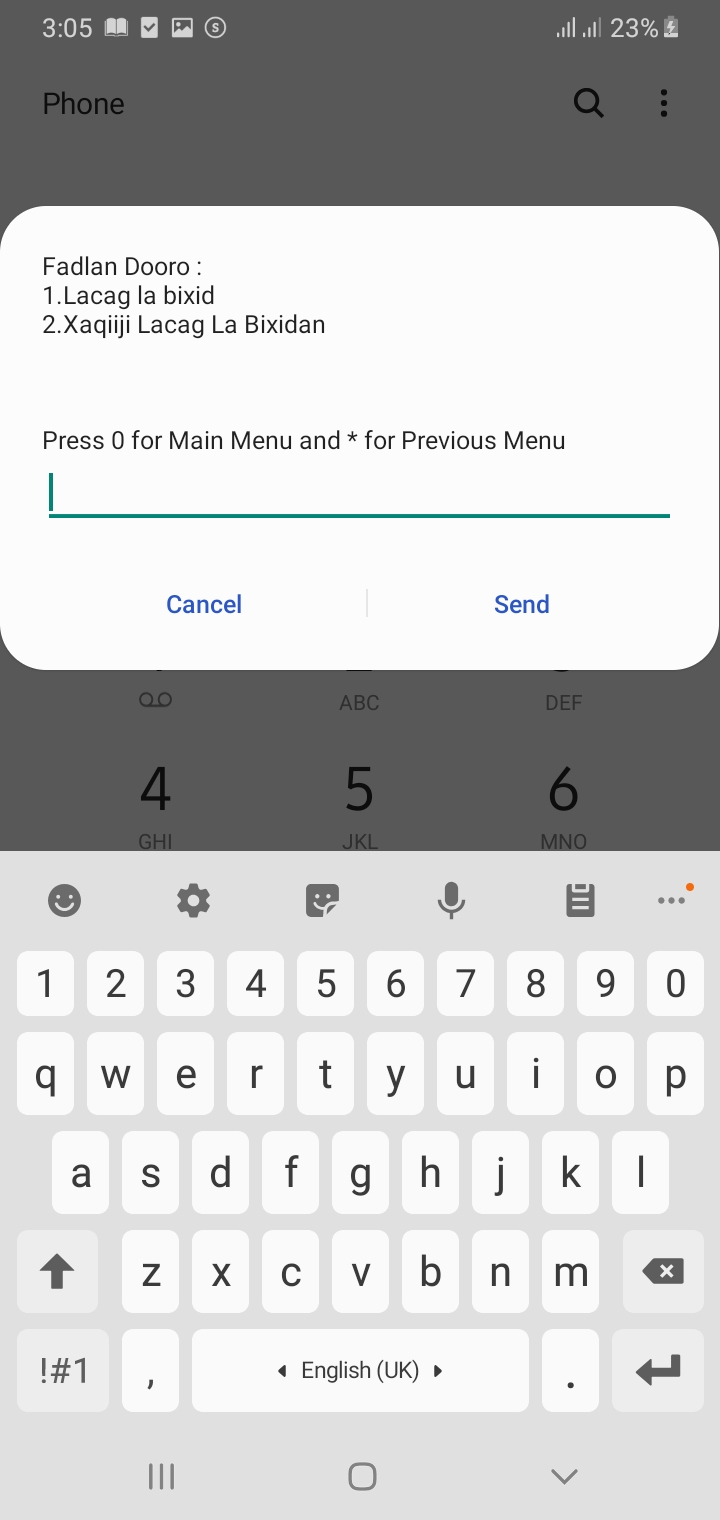 3:05
23%
Phone
Fadlan Dooro :
1.Lacag la bixid
2.Xaqiiji Lacag La Bixidan
Press 0 for Main Menu and * for Previous Menu
Cancel
Send
ABC
DEF
4
5
6
GHI
JKL
MNO
1 2 3 4 5 6 7 8 9 0
q w e r t y u i o p
a s d f g h j k l
z x c v b n m
!#1 , English (UK) .